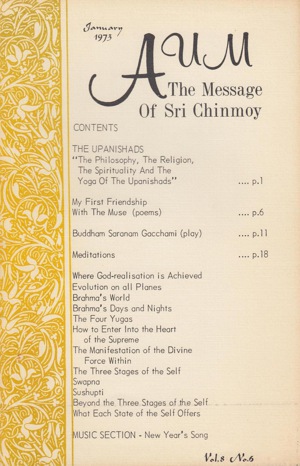 January
1973
AUM
The Message
Of Sri Chinmoy
CONTENTS
THE UPANISHADS
"The Philosophy, The Religion,
The Spirituality And The
Yoga Of The Upanishads" .... p.1
My First Friendship
With The Muse (poems) .... p.6
Buddham Saranam Gacchami (play) .... p.11
Meditations .... p.18
Where God-realisation is Achieved
Evolution on all Planes
Brahma's World
Brahma's Days and Nights
The Four Yugas
How to Enter Into the Heart
of the Supreme
The Manifestation of the Divine
Force Within
The Three Stages of the Self
Swapna
Sushupti
Beyond the Three Stages of the Self
What Each State of the Self Offers
MUSIC SECTION - New Year's Song
Vol.8 No.6